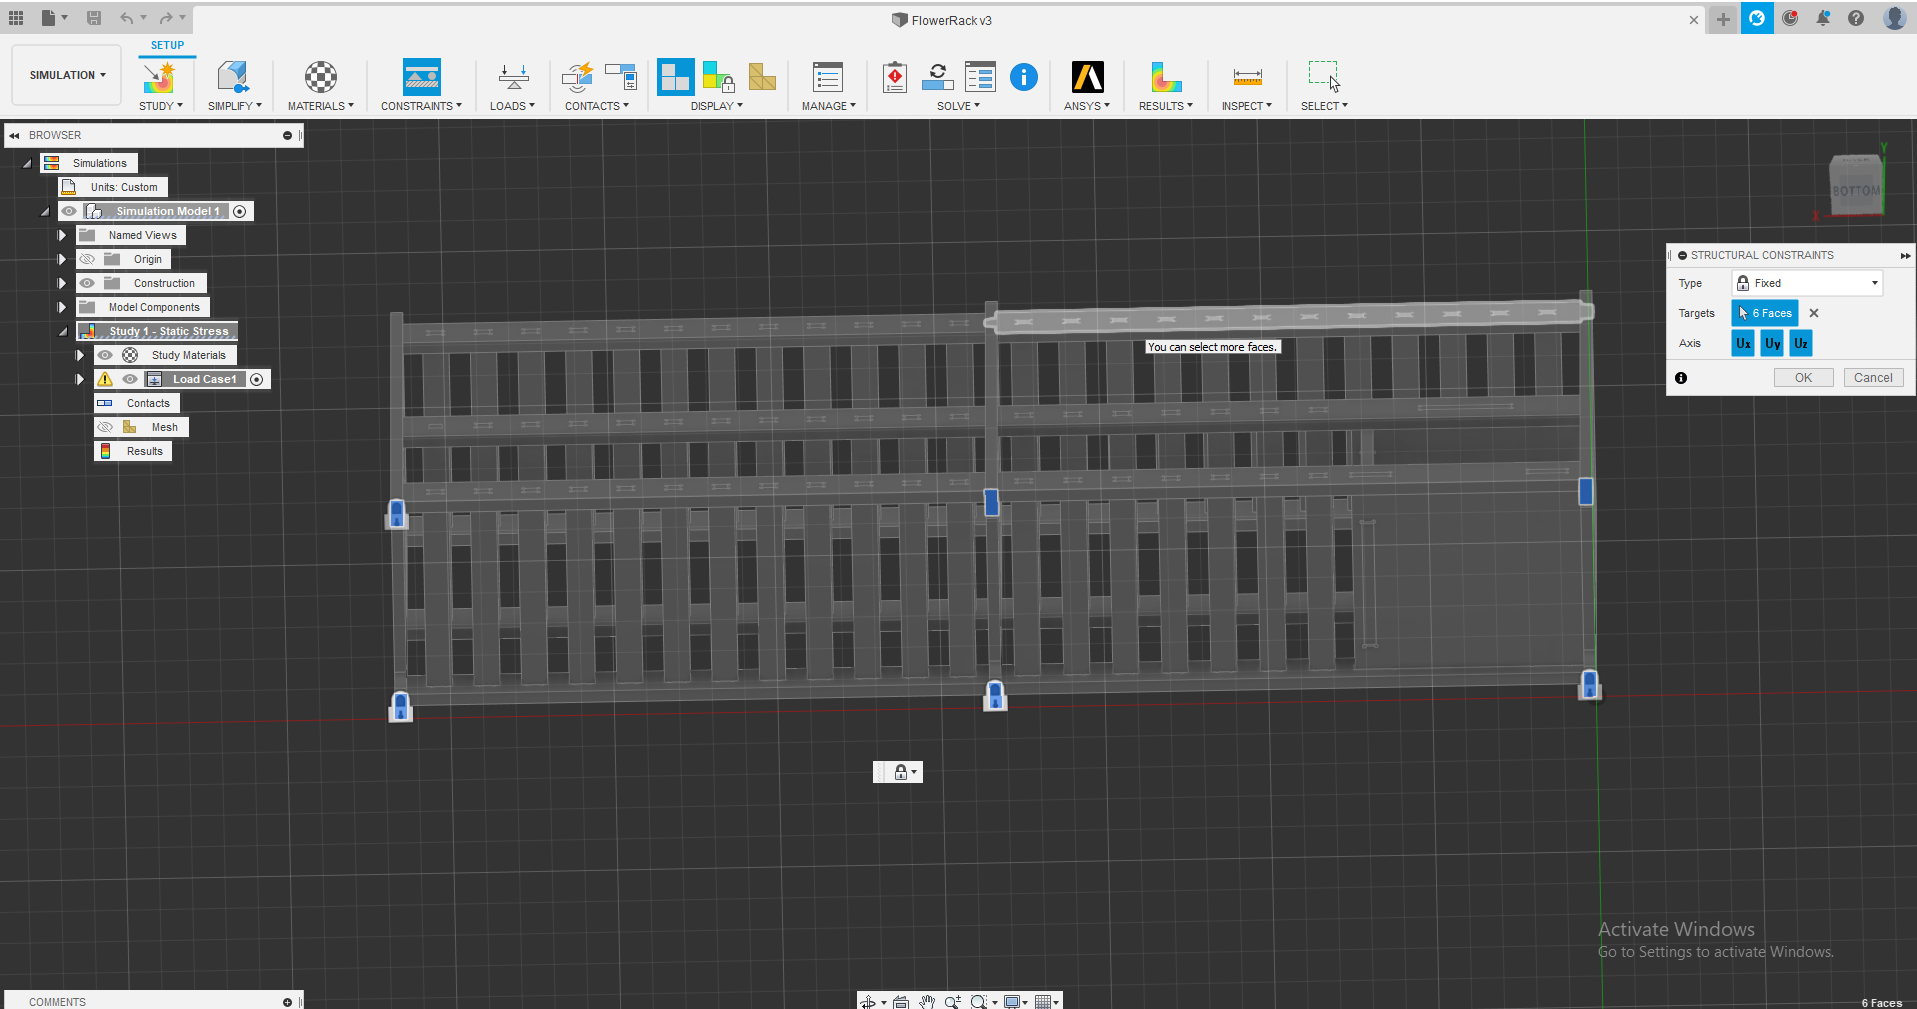 FlowerRack v3
SETUP
SIMULATION
STUDY
SIMPLIFY
MATERIALS
CONSTRAINTS
LOADS
CONTACTS
DISPLAY
MANAGE
SOLVE
ANSYS
RESULTS
INSPECT
SELECT
BROWSER
Simulations
Units: Custom
Simulation Model 1
Named Views
Origin
Construction
Model Components
Study 1 - Static Stress
Study Materials
Load Case1
Contacts
Mesh
Results
Y
BOTTOM
X
STRUCTURAL CONSTRAINTS
Type Fixed
Targets 6 Faces
Axis Ux Uy Uz
OK Cancel
You can select more faces.
Activate Windows
Go to Settings to activate Windows.
COMMENTS
6 Faces